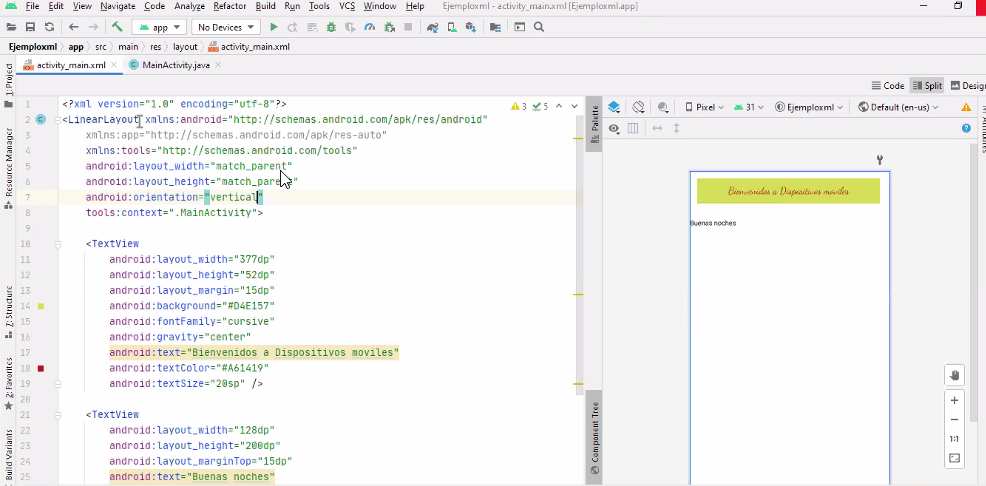 File Edit View Navigate Code Analyze Refactor Build Run Tools VCS Window Help Ejemploxml - activity_main.xml [Ejemploxml.app]
app No Devices
Ejemploxml app src main res layout activity_main.xml
activity_main.xml MainActivity.java
Code Split Design
1 <?xml version="1.0" encoding="utf-8"?>
2 <LinearLayout xmlns:android="http://schemas.android.com/apk/res/android"
3 xmlns:app="http://schemas.android.com/apk/res-auto"
4 xmlns:tools="http://schemas.android.com/tools"
5 android:layout_width="match_parent"
6 android:layout_height="match_parent"
7 android:orientation="vertical"
8 tools:context=".MainActivity">
9
10 <TextView
11 android:layout_width="377dp"
12 android:layout_height="52dp"
13 android:layout_margin="15dp"
14 android:background="#D4E157"
15 android:fontFamily="cursive"
16 android:gravity="center"
17 android:text="Bienvenidos a Dispositivos moviles"
18 android:textColor="#A61419"
19 android:textSize="20sp" />
20
21 <TextView
22 android:layout_width="128dp"
23 android:layout_height="200dp"
24 android:layout_marginTop="15dp"
25 android:text="Buenas noches"
3 5
1: Project
Resource Manager
Z: Structure
2: Favorites
Build Variants
Palette
Component Tree
Pixel 31 Ejemploxml Default (en-us)
Bienvenidos a Dispositivos moviles
Buenas noches
1:1